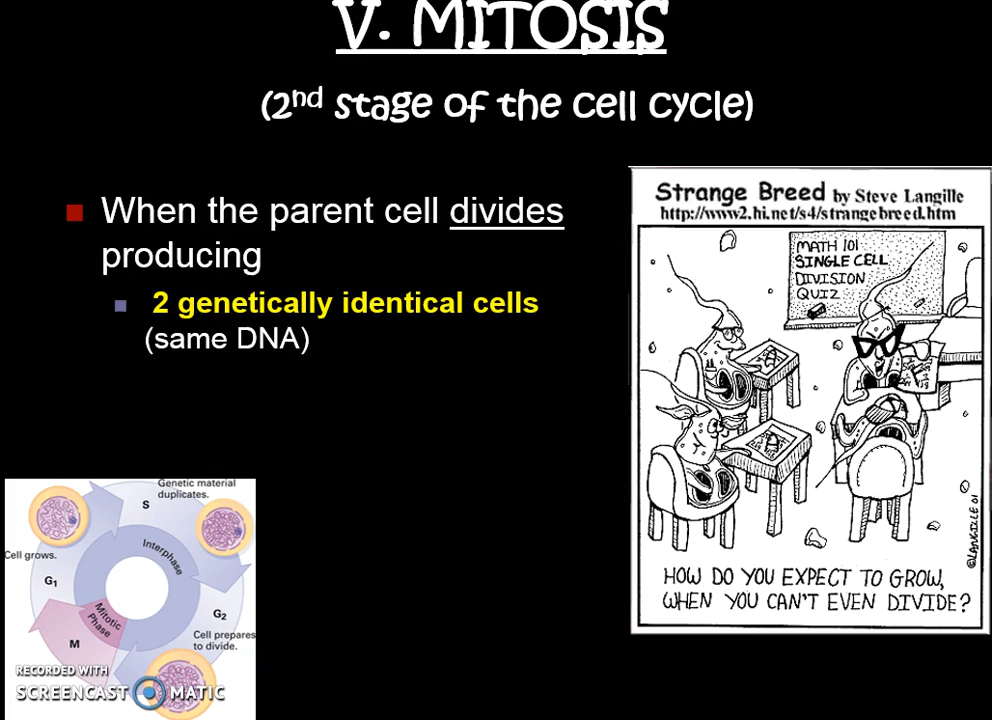 V. MITOSIS
(2nd stage of the cell cycle)
When the parent cell divides
producing
2 genetically identical cells
(same DNA)
Strange Breed by Steve Langille
http://www2.hi.net/s4/strangebreed.htm
MATH 101
SINGLE CELL
DIVISION
QUIZ
F
B
A
©LANGILLE 01
HOW DO YOU EXPECT TO GROW,
WHEN YOU CAN'T EVEN DIVIDE?
Genetic material
duplicates.
S
Interphase
Cell grows.
G1
G2
Mitotic
Phase
Cell prepares
to divide.
M
RECORDED WITH
SCREENCAST MATIC